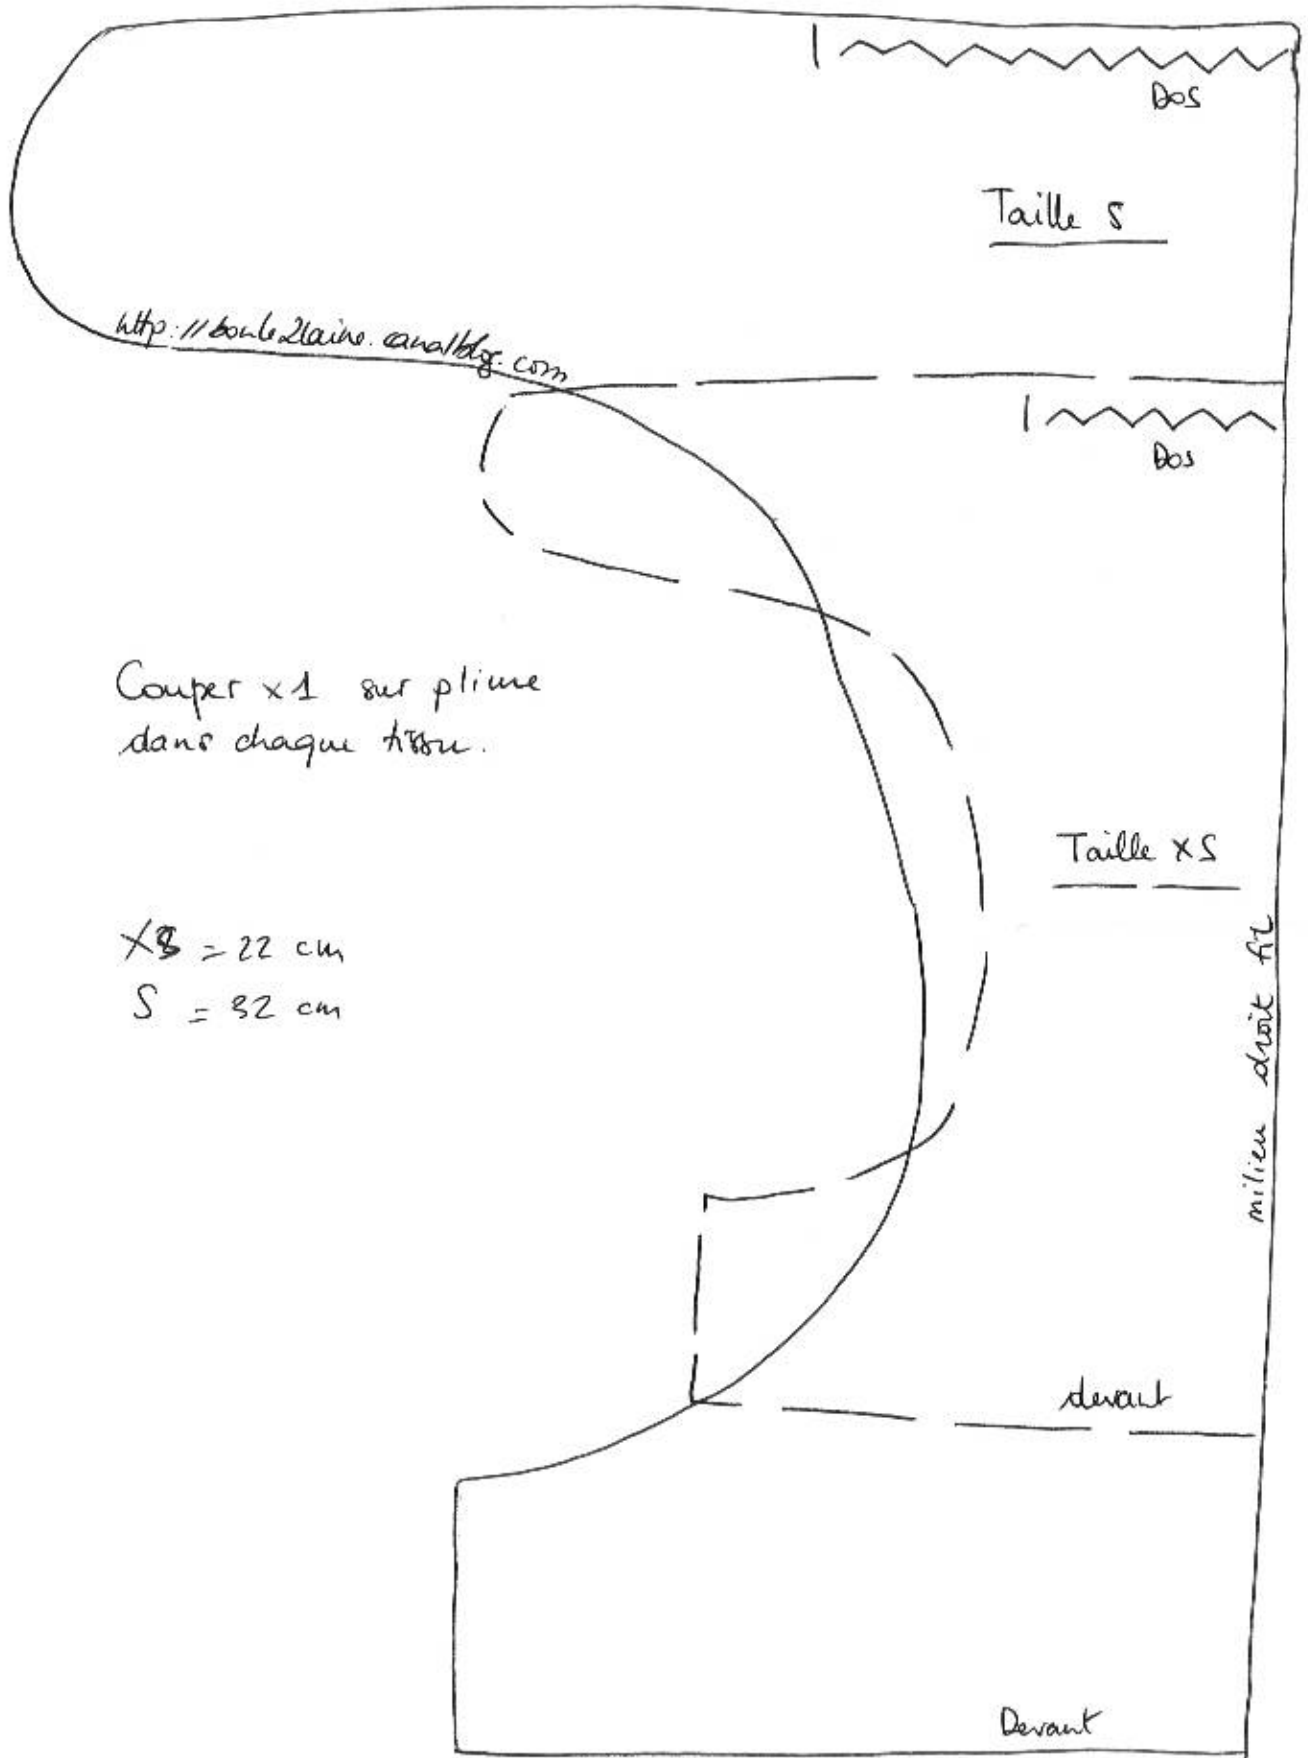 Dos
Taille S
http://boule2laine.canalblog.com
Dos
Couper x1 sur pliure
dans chaque tissu.
Taille XS
XS = 22 cm
S = 32 cm
milieu droit fil
devant
Devant